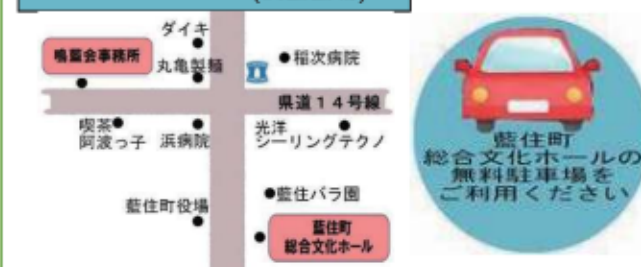 ダイキ
鳴藍会事務所
丸亀製麺
稲次病院
県道14号線
喫茶
阿波っ子
浜病院
光洋
シーリングテクノ
藍住町役場
藍住バラ園
藍住町
総合文化ホール
藍住町
総合文化ホールの
無料駐車場を
ご利用ください